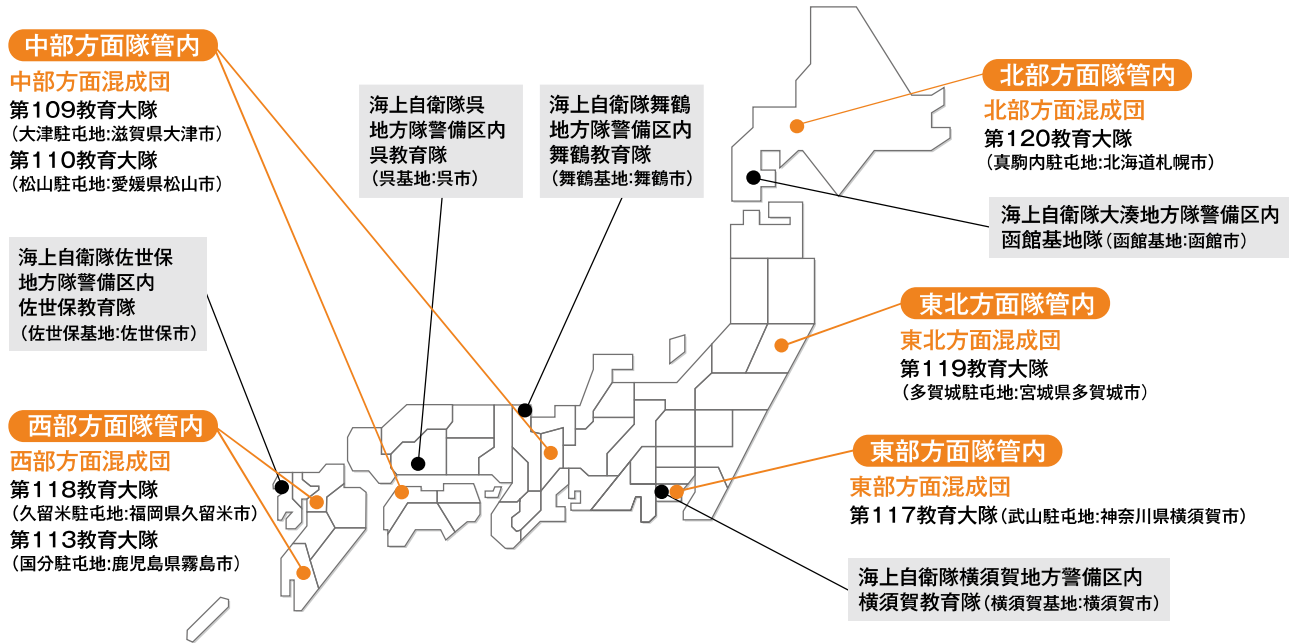 中部方面隊管内
中部方面混成団
第109教育大隊
(大津駐屯地:滋賀県大津市)
第110教育大隊
(松山駐屯地:愛媛県松山市)
海上自衛隊呉
地方隊警備区内
呉教育隊
(呉基地:呉市)
海上自衛隊舞鶴
地方隊警備区内
舞鶴教育隊
(舞鶴基地:舞鶴市)
北部方面隊管内
北部方面混成団
第120教育大隊
(真駒内駐屯地:北海道札幌市)
海上自衛隊大湊地方隊警備区内
函館基地隊(函館基地:函館市)
海上自衛隊佐世保
地方隊警備区内
佐世保教育隊
(佐世保基地:佐世保市)
東北方面隊管内
東北方面混成団
第119教育大隊
(多賀城駐屯地:宮城県多賀城市)
西部方面隊管内
西部方面混成団
第118教育大隊
(久留米駐屯地:福岡県久留米市)
第113教育大隊
(国分駐屯地:鹿児島県霧島市)
東部方面隊管内
東部方面混成団
第117教育大隊(武山駐屯地:神奈川県横須賀市)
海上自衛隊横須賀地方警備区内
横須賀教育隊(横須賀基地:横須賀市)